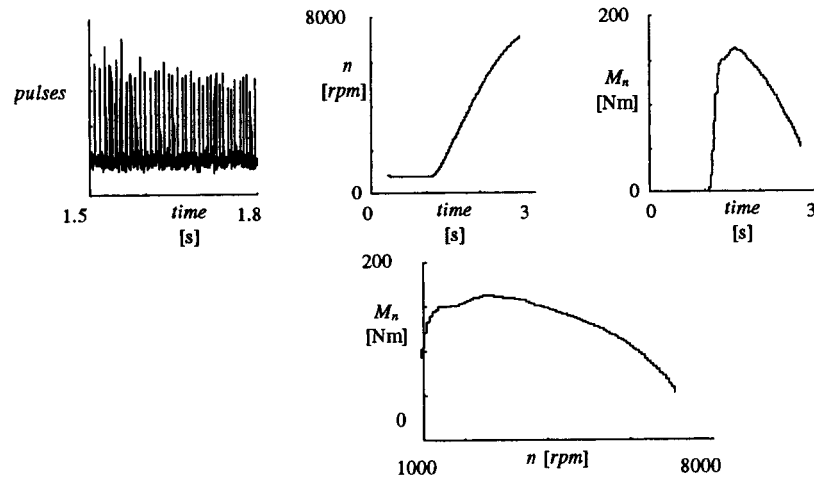 pulses
1.5 time 1.8
[s]
8000
n
[rpm]
0
0 time 3
[s]
200
M_n
[Nm]
0
0 time 3
[s]
200
M_n
[Nm]
0
1000 n [rpm] 8000